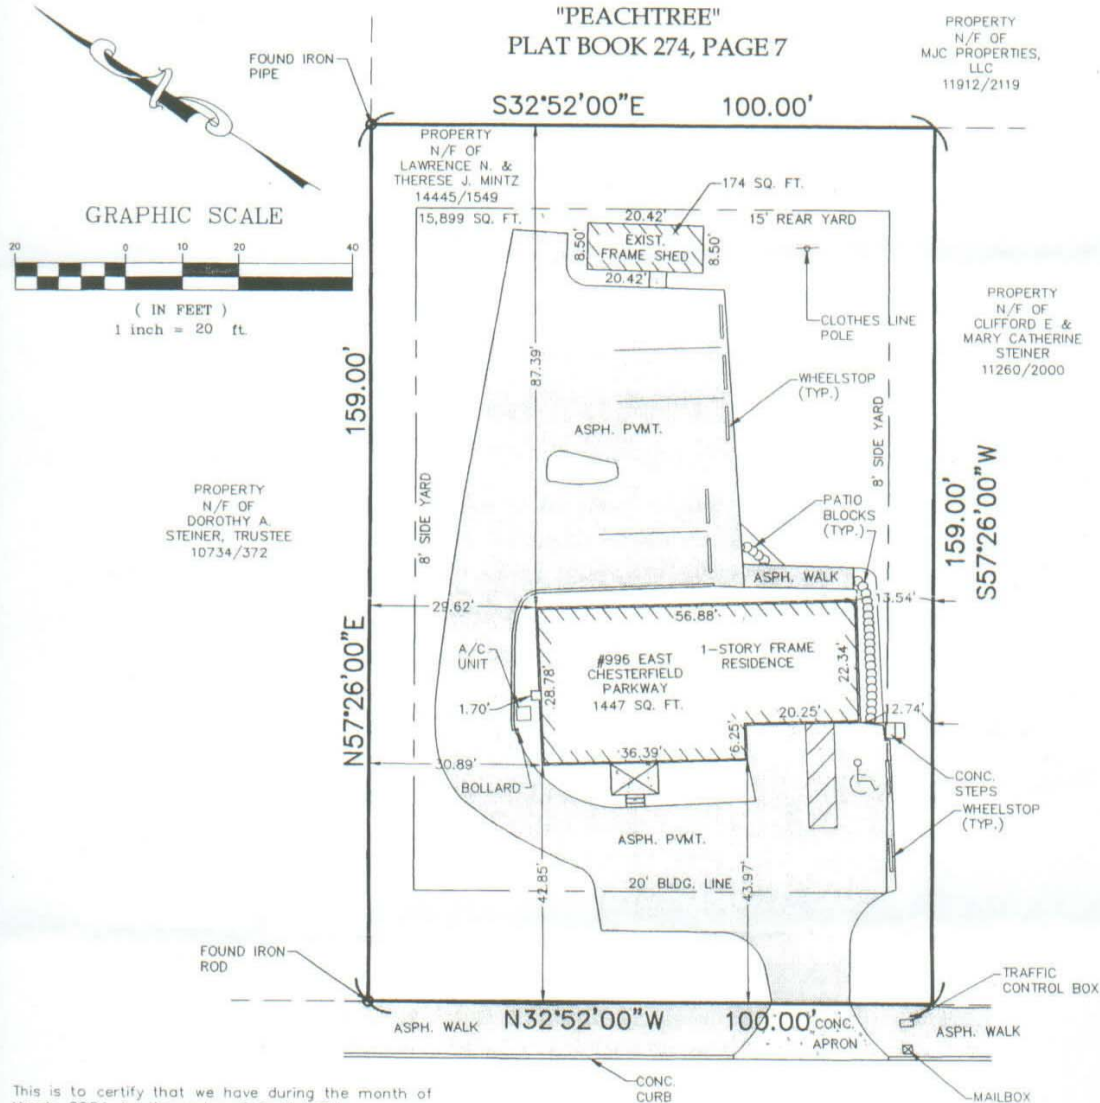 "PEACHTREE"
PLAT BOOK 274, PAGE 7
PROPERTY
N/F OF
MJC PROPERTIES,
LLC
11912/2119
FOUND IRON
PIPE
S32°52'00"E 100.00'
PROPERTY
N/F OF
LAWRENCE N. &
THERESE J. MINTZ
14445/1549
15,899 SQ. FT.
174 SQ. FT.
20.42'
15' REAR YARD
8.50'
EXIST.
FRAME SHED
8.50'
20.42'
GRAPHIC SCALE
20 0 10 20 40
( IN FEET )
1 inch = 20 ft.
CLOTHES LINE
POLE
PROPERTY
N/F OF
CLIFFORD E &
MARY CATHERINE
STEINER
11260/2000
87.39'
159.00'
WHEELSTOP
(TYP.)
ASPH. PVMT.
8' SIDE YARD
8' SIDE YARD
PROPERTY
N/F OF
DOROTHY A.
STEINER, TRUSTEE
10734/372
PATIO
BLOCKS
(TYP.)
159.00'
S57°26'00"W
ASPH. WALK
29.62'
13.54'
56.88'
N57°26'00"E
A/C
UNIT
#996 EAST
CHESTERFIELD
PARKWAY
1447 SQ. FT.
1-STORY FRAME
RESIDENCE
28.78'
22.34'
1.70'
20.25'
12.74'
6.25'
36.39'
30.89'
BOLLARD
CONC.
STEPS
WHEELSTOP
(TYP.)
ASPH. PVMT.
42.85'
43.97'
20' BLDG. LINE
FOUND IRON
ROD
TRAFFIC
CONTROL BOX
ASPH. WALK
N32°52'00"W 100.00'
CONC.
APRON
ASPH. WALK
CONC.
CURB
MAILBOX
This is to certify that we have during the month of